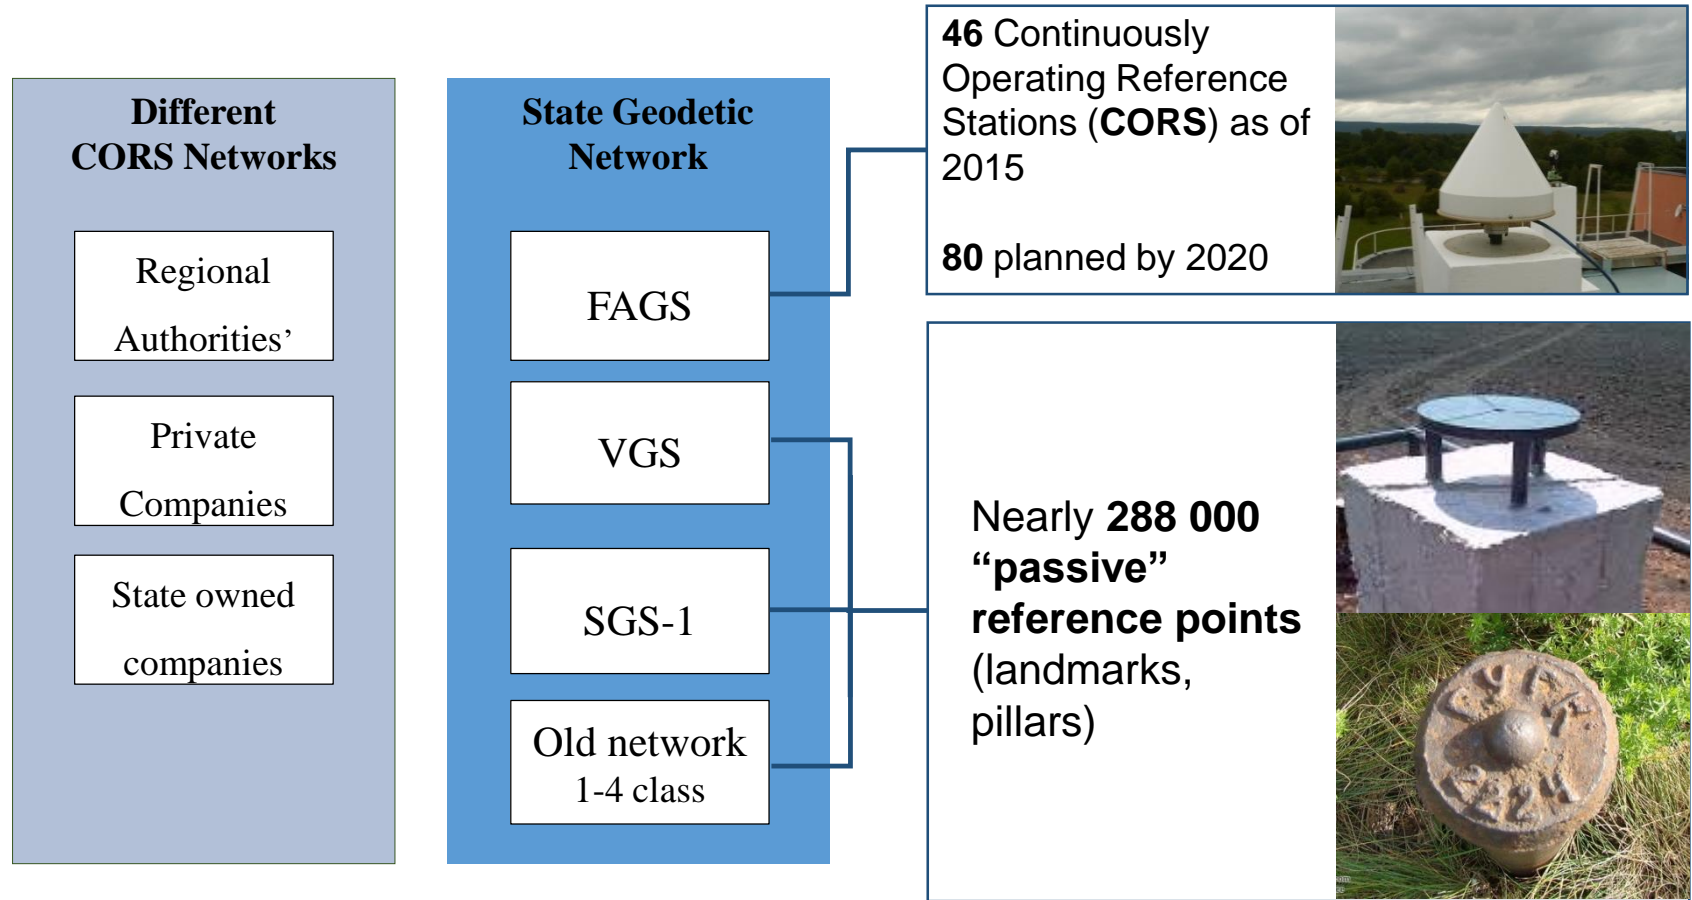 Different
CORS Networks
Regional
Authorities’
Private
Companies
State owned
companies
State Geodetic
Network
FAGS
VGS
SGS-1
Old network
1-4 class
46 Continuously
Operating Reference
Stations (CORS) as of
2015
80 planned by 2020
Nearly 288 000
“passive”
reference points
(landmarks,
pillars)